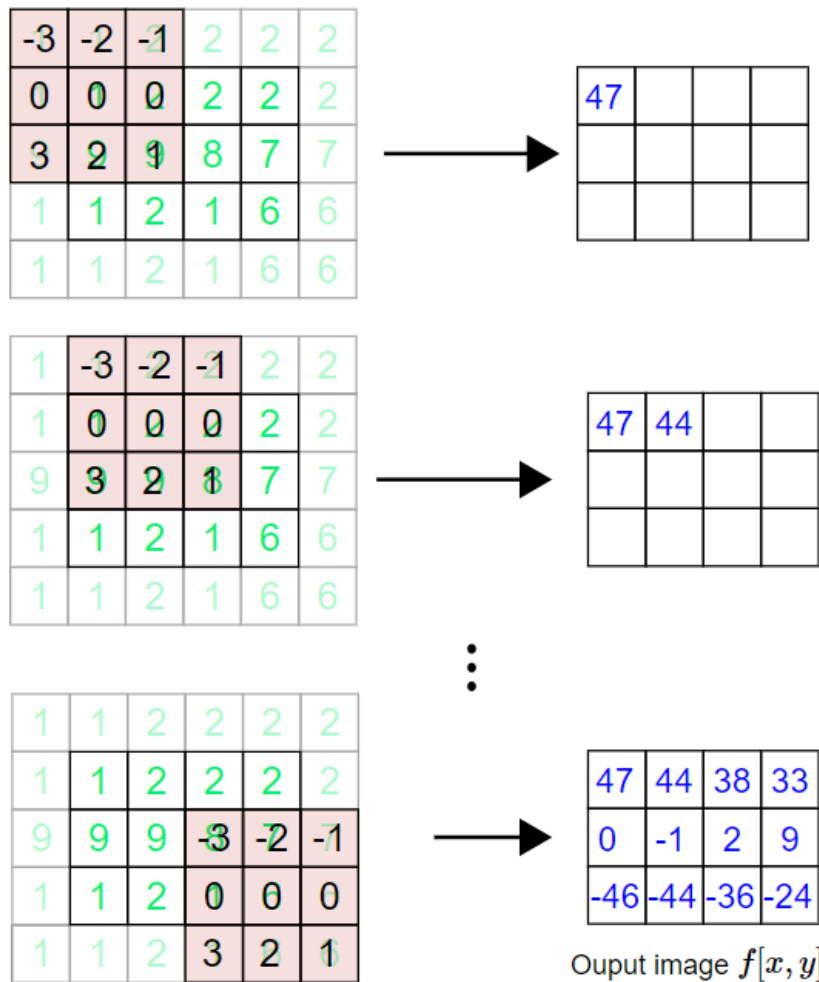 -3 -2 -1 2 2 2
0 0 0 2 2 2
3 2 1 8 7 7
1 1 2 1 6 6
1 1 2 1 6 6
47
1 -3 -2 -1 2 2
1 0 0 0 2 2
9 3 2 1 7 7
1 1 2 1 6 6
1 1 2 1 6 6
47 44
1 1 2 2 2 2
1 1 2 2 2 2
9 9 9 -3 -2 -1
1 1 2 0 0 0
1 1 2 3 2 1
47 44 38 33
0 -1 2 9
-46 -44 -36 -24
Ouput image f[x, y]